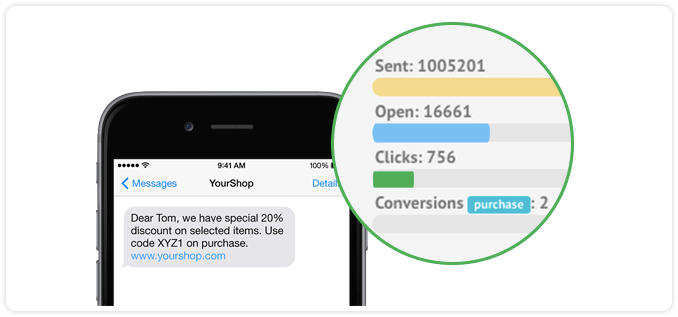 9:41 AM
100%
Messages
YourShop
Dear Tom, we have special 20%
discount on selected items. Use
code XYZ1 on purchase.
www.yourshop.com
Sent: 1005201
Open: 16661
Clicks: 756
Conversions purchase : 2